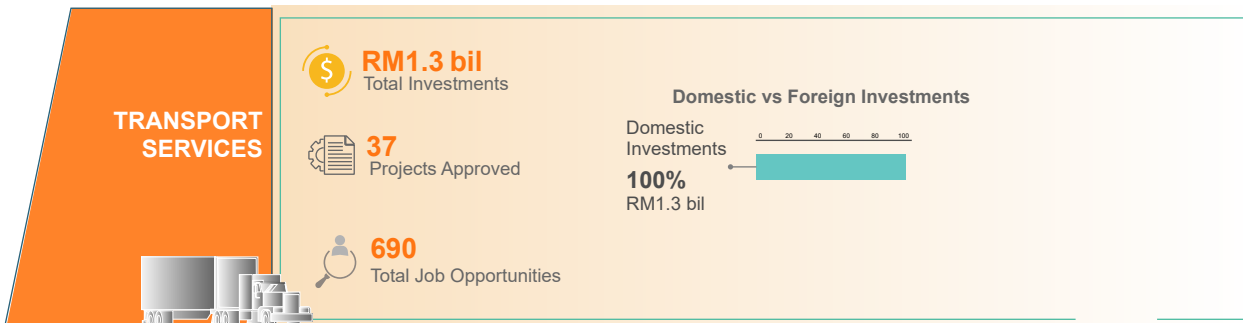 TRANSPORT
SERVICES
$
RM1.3 bil
Total Investments
37
Projects Approved
690
Total Job Opportunities
Domestic vs Foreign Investments
Domestic
Investments
100%
RM1.3 bil
0 20 40 60 80 100